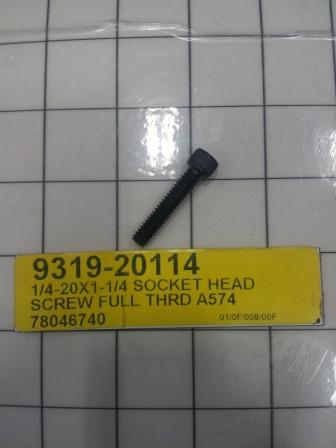 9319-20114
1/4-20X1-1/4 SOCKET HEAD
SCREW FULL THRD A574
78046740 01/0F/008/00F